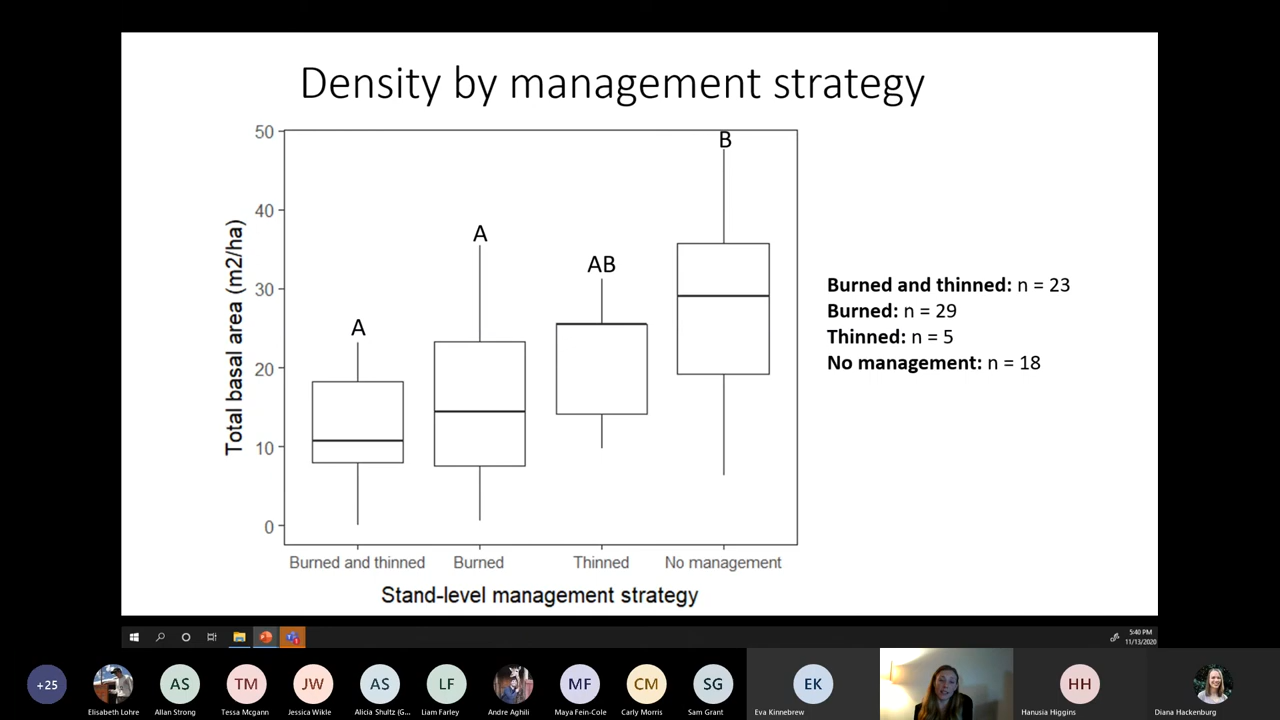 Density by management strategy
50
40
30
20
10
0
Total basal area (m2/ha)
A
A
AB
B
Burned and thinned
Burned
Thinned
No management
Stand-level management strategy
Burned and thinned: n = 23
Burned: n = 29
Thinned: n = 5
No management: n = 18
5:40 PM
11/13/2020
+25
AS
TM
JW
AS
LF
MF
CM
SG
EK
HH
Elisabeth Lohre
Allan Strong
Tessa Mcgann
Jessica Wikle
Alicia Shultz (G...
Liam Farley
Andre Aghili
Maya Fein-Cole
Carly Morris
Sam Grant
Eva Kinnebrew
Hanusia Higgins
Diana Hackenburg